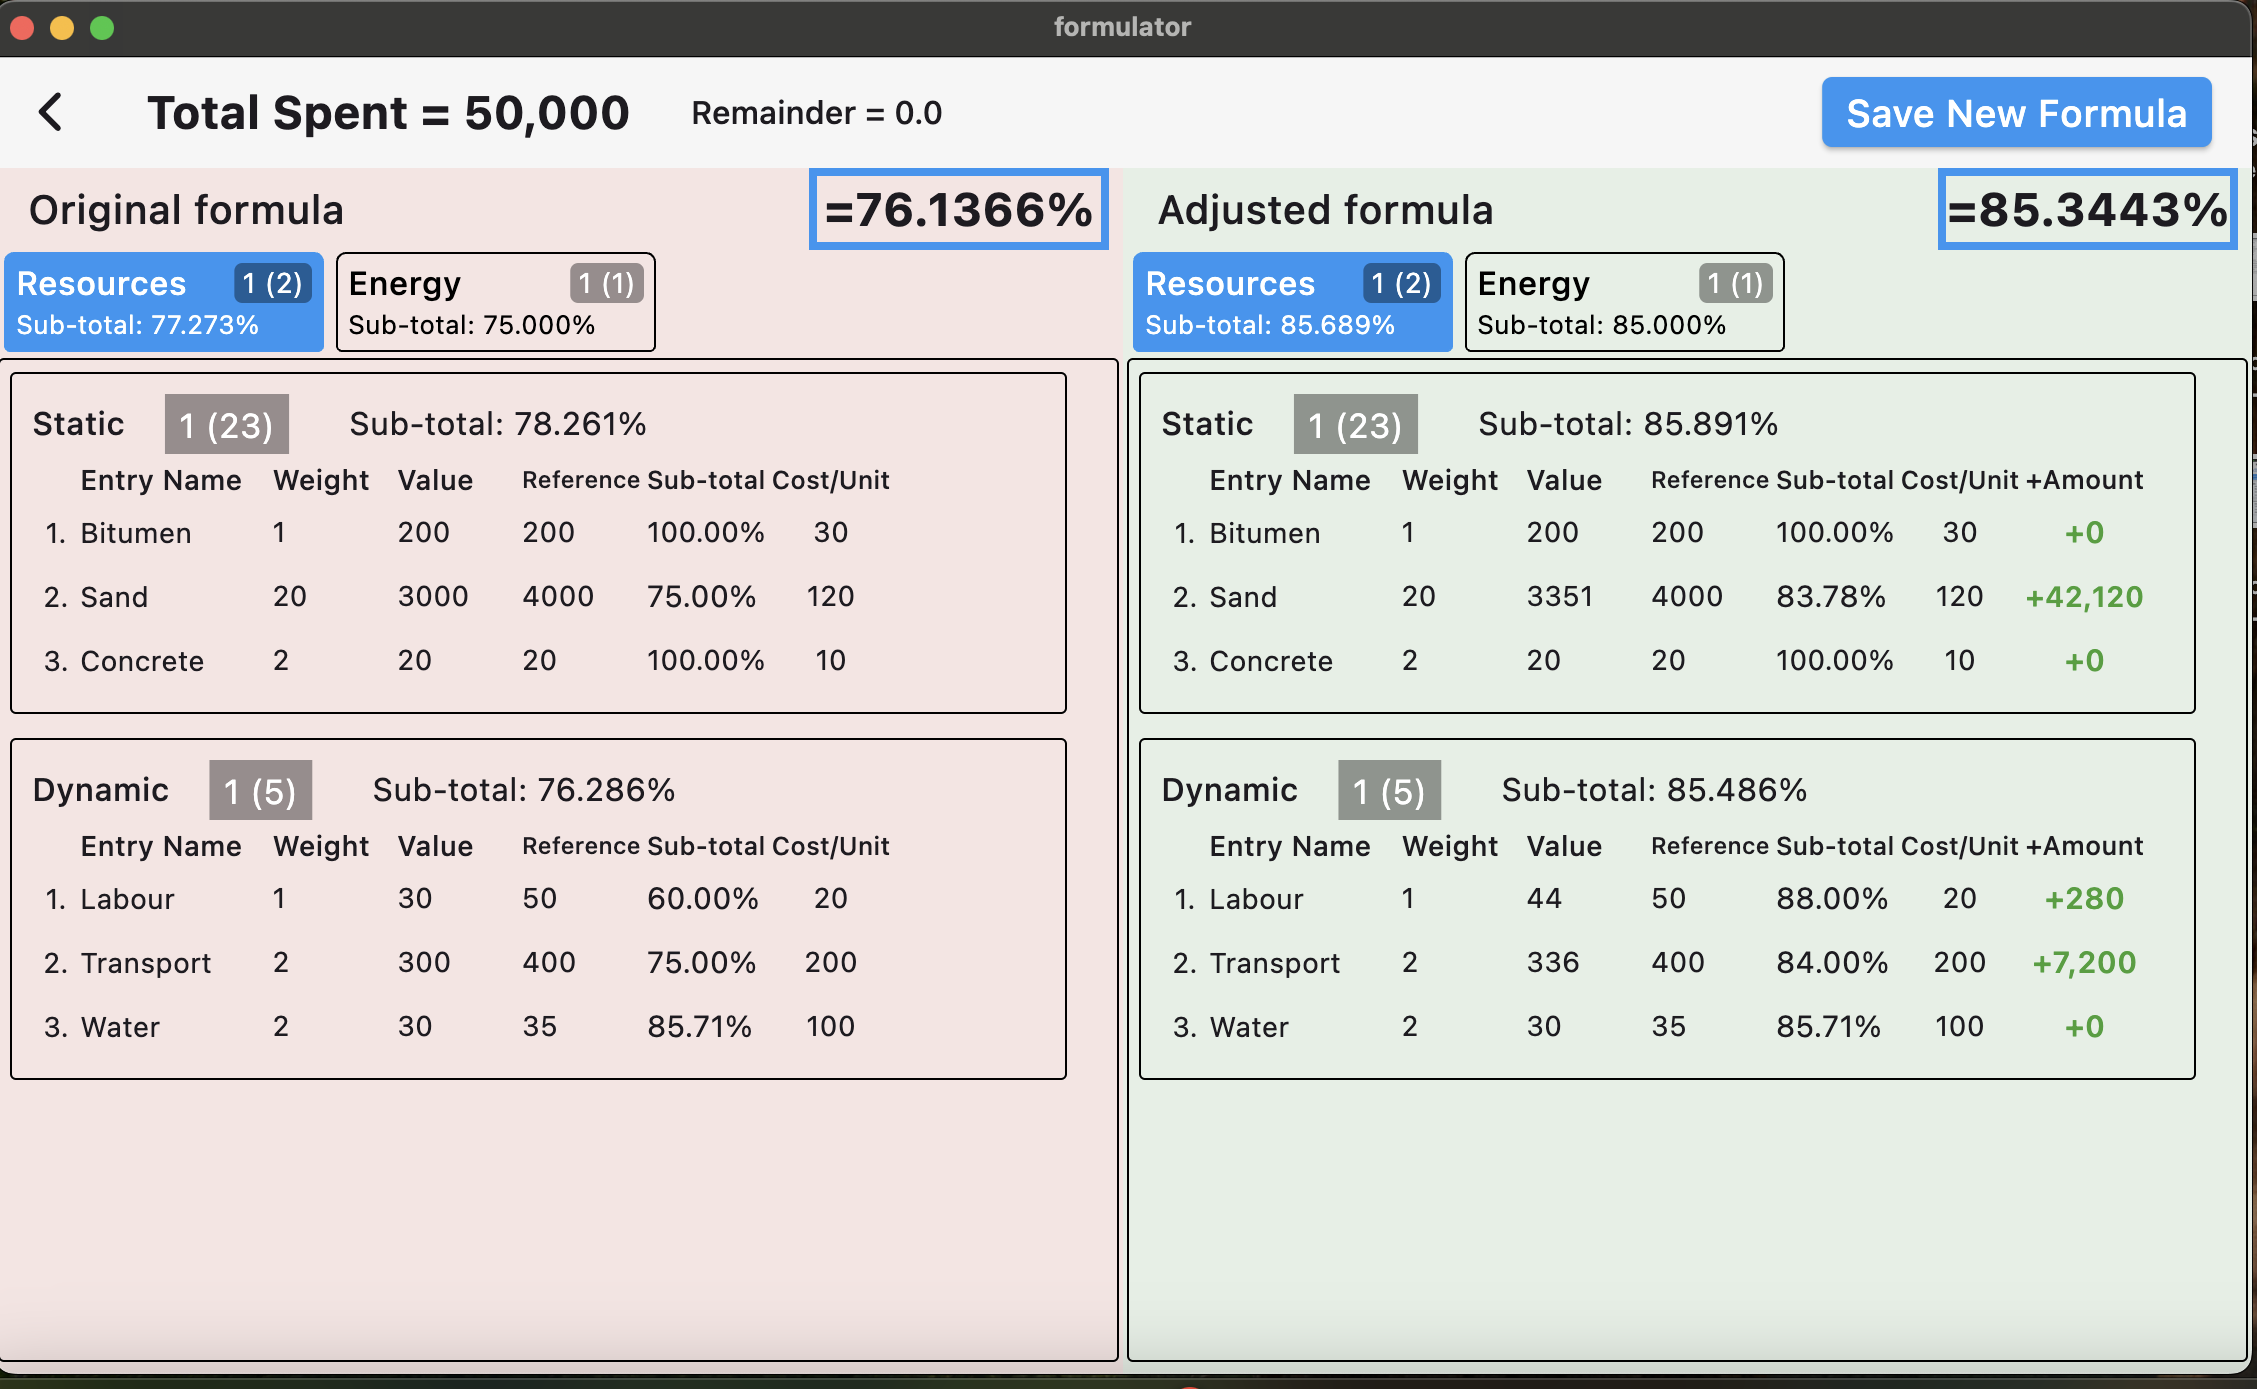 formulator
Total Spent = 50,000 Remainder = 0.0 Save New Formula
Original formula =76.1366%
Resources 1 (2) Energy 1 (1)
Sub-total: 77.273% Sub-total: 75.000%
Static 1 (23) Sub-total: 78.261%
Entry Name Weight Value Reference Sub-total Cost/Unit
1. Bitumen 1 200 200 100.00% 30
2. Sand 20 3000 4000 75.00% 120
3. Concrete 2 20 20 100.00% 10
Dynamic 1 (5) Sub-total: 76.286%
Entry Name Weight Value Reference Sub-total Cost/Unit
1. Labour 1 30 50 60.00% 20
2. Transport 2 300 400 75.00% 200
3. Water 2 30 35 85.71% 100
Adjusted formula =85.3443%
Resources 1 (2) Energy 1 (1)
Sub-total: 85.689% Sub-total: 85.000%
Static 1 (23) Sub-total: 85.891%
Entry Name Weight Value Reference Sub-total Cost/Unit +Amount
1. Bitumen 1 200 200 100.00% 30 +0
2. Sand 20 3351 4000 83.78% 120 +42,120
3. Concrete 2 20 20 100.00% 10 +0
Dynamic 1 (5) Sub-total: 85.486%
Entry Name Weight Value Reference Sub-total Cost/Unit +Amount
1. Labour 1 44 50 88.00% 20 +280
2. Transport 2 336 400 84.00% 200 +7,200
3. Water 2 30 35 85.71% 100 +0